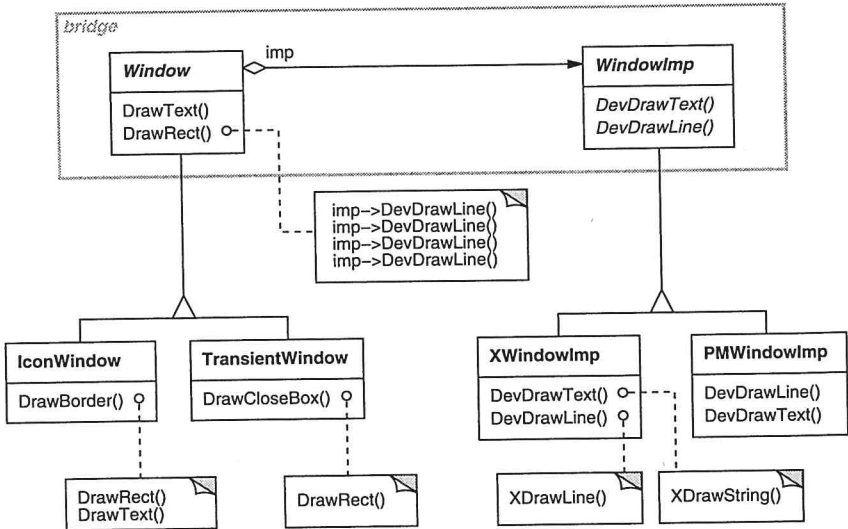 bridge
imp
Window
WindowImp
DrawText()
DrawRect()
DevDrawText()
DevDrawLine()
imp->DevDrawLine()
imp->DevDrawLine()
imp->DevDrawLine()
imp->DevDrawLine()
IconWindow
DrawBorder()
TransientWindow
DrawCloseBox()
XWindowImp
DevDrawText()
DevDrawLine()
PMWindowImp
DevDrawLine()
DevDrawText()
DrawRect()
DrawText()
DrawRect()
XDrawLine()
XDrawString()